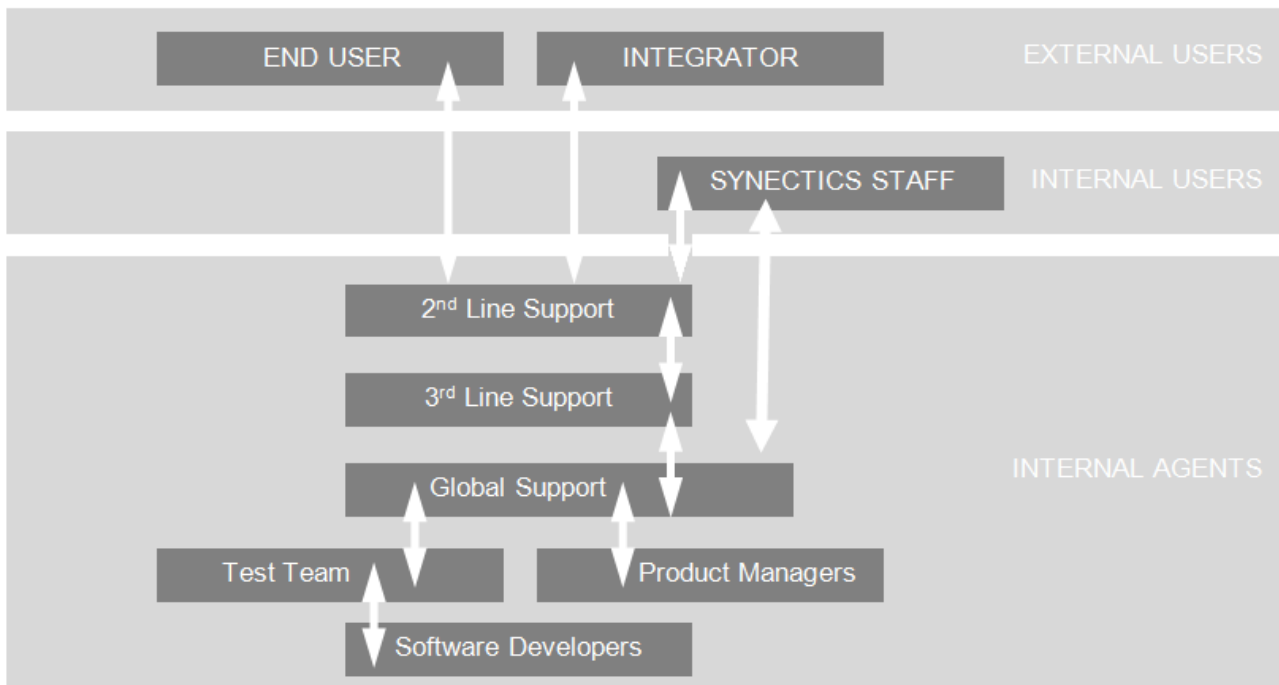 END USER
INTEGRATOR
EXTERNAL USERS
SYNECTICS STAFF
INTERNAL USERS
2nd Line Support
3rd Line Support
Global Support
INTERNAL AGENTS
Test Team
Product Managers
Software Developers